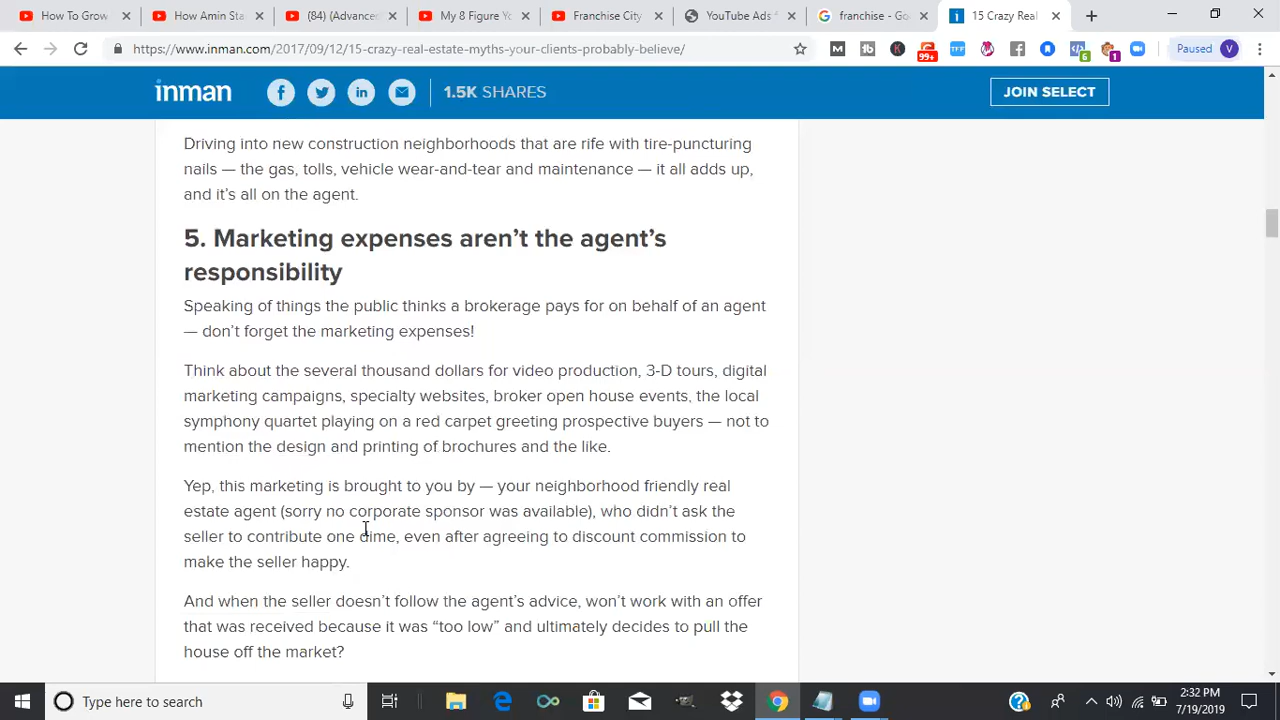 How To Grow
How Amin St
(84) (Advance
My 8 Figure Yo
Franchise City
YouTube Ads
franchise - Go
15 Crazy Real
https://www.inman.com/2017/09/12/15-crazy-real-estate-myths-your-clients-probably-believe/
99+
TFF
6
1
Paused
V
inman
1.5K SHARES
JOIN SELECT
Driving into new construction neighborhoods that are rife with tire-puncturing
nails — the gas, tolls, vehicle wear-and-tear and maintenance — it all adds up,
and it's all on the agent.
5. Marketing expenses aren't the agent's
responsibility
Speaking of things the public thinks a brokerage pays for on behalf of an agent
— don't forget the marketing expenses!
Think about the several thousand dollars for video production, 3-D tours, digital
marketing campaigns, specialty websites, broker open house events, the local
symphony quartet playing on a red carpet greeting prospective buyers — not to
mention the design and printing of brochures and the like.
Yep, this marketing is brought to you by — your neighborhood friendly real
estate agent (sorry no corporate sponsor was available), who didn't ask the
seller to contribute one dime, even after agreeing to discount commission to
make the seller happy.
And when the seller doesn't follow the agent's advice, won't work with an offer
that was received because it was “too low” and ultimately decides to pull the
house off the market?
Type here to search
2:32 PM
7/19/2019